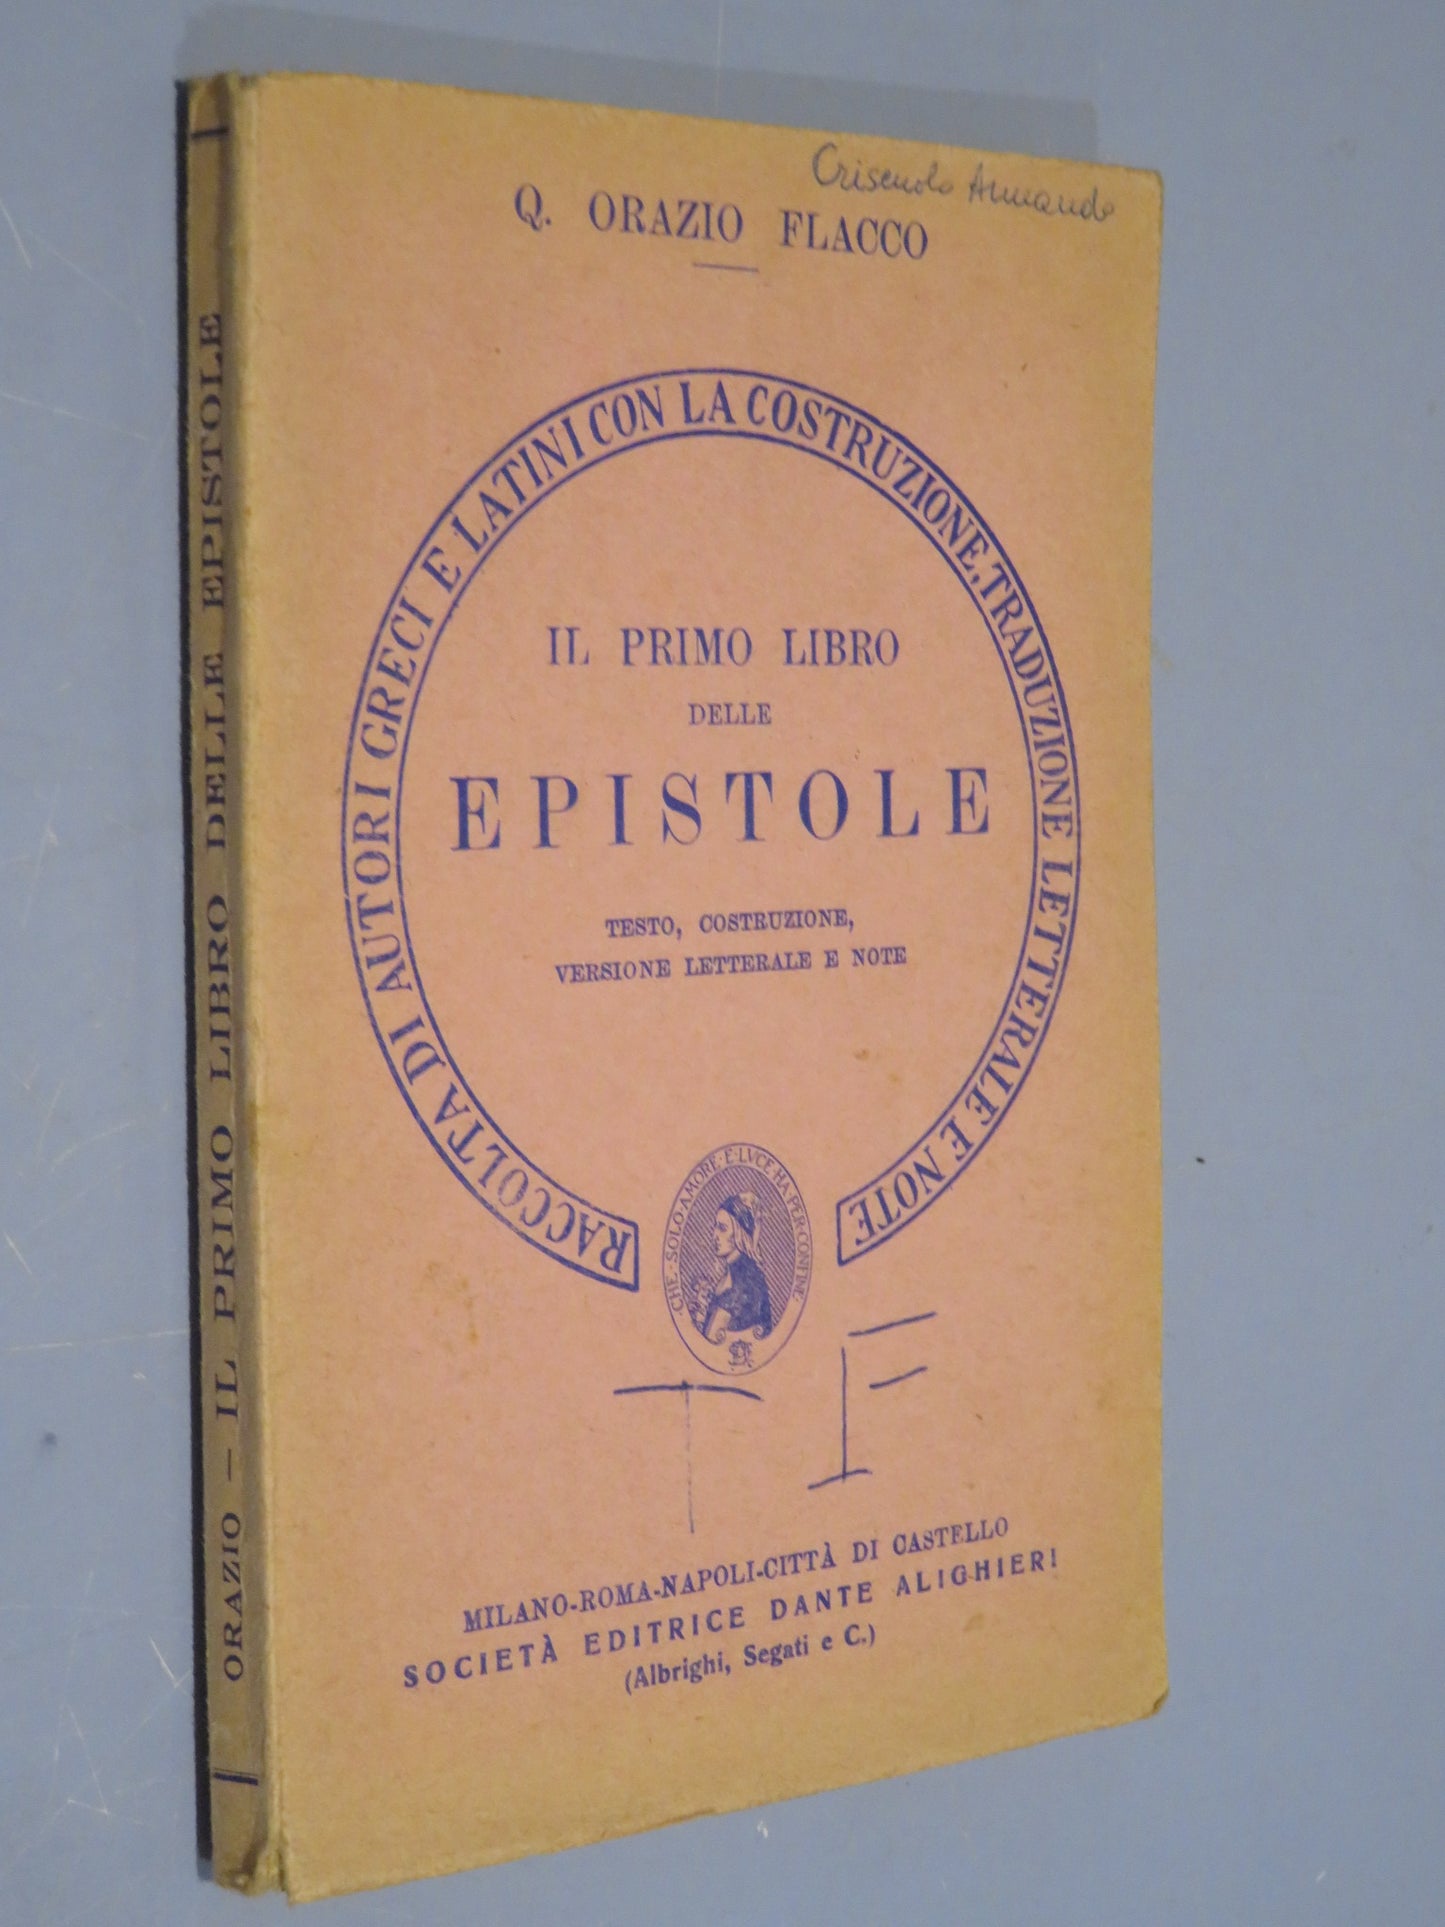 Crisenolo Armando
Q. ORAZIO FLACCO
RACCOLTA DI AUTORI GRECI E LATINI CON LA COSTRUZIONE, TRADUZIONE LETTERALE E NOTE
IL PRIMO LIBRO
DELLE
EPISTOLE
TESTO, COSTRUZIONE,
VERSIONE LETTERALE E NOTE
·CHE·SOLO·AMORE·E·LVCE·HA·PER·CONFINE·
T F
MILANO-ROMA-NAPOLI-CITTÀ DI CASTELLO
SOCIETÀ EDITRICE DANTE ALIGHIERI
(Albrighi, Segati e C.)
ORAZIO – IL PRIMO LIBRO DELLE EPISTOLE